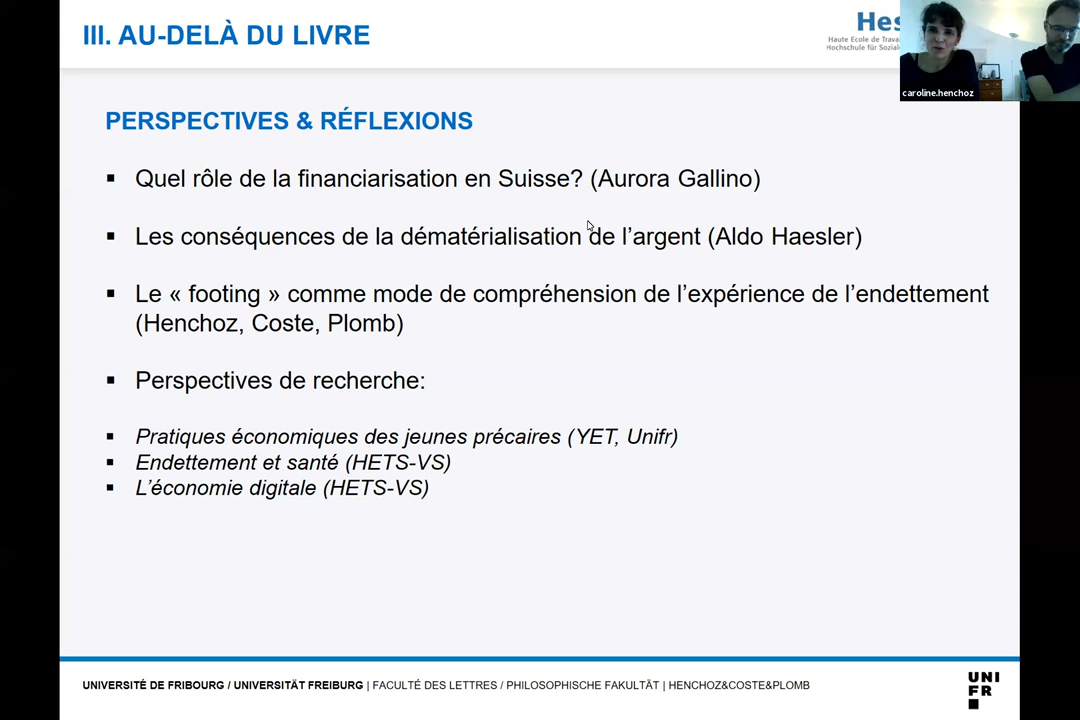 III. AU-DELÀ DU LIVRE
Hes
Haute Ecole de Trava
Hochschule für Soziale
caroline.henchoz
PERSPECTIVES & RÉFLEXIONS
▪ Quel rôle de la financiarisation en Suisse? (Aurora Gallino)
▪ Les conséquences de la dématérialisation de l’argent (Aldo Haesler)
▪ Le « footing » comme mode de compréhension de l’expérience de l’endettement
(Henchoz, Coste, Plomb)
▪ Perspectives de recherche:
▪ Pratiques économiques des jeunes précaires (YET, Unifr)
▪ Endettement et santé (HETS-VS)
▪ L’économie digitale (HETS-VS)
UNIVERSITÉ DE FRIBOURG / UNIVERSITÄT FREIBURG | FACULTÉ DES LETTRES / PHILOSOPHISCHE FAKULTÄT | HENCHOZ&COSTE&PLOMB
UNI
FR